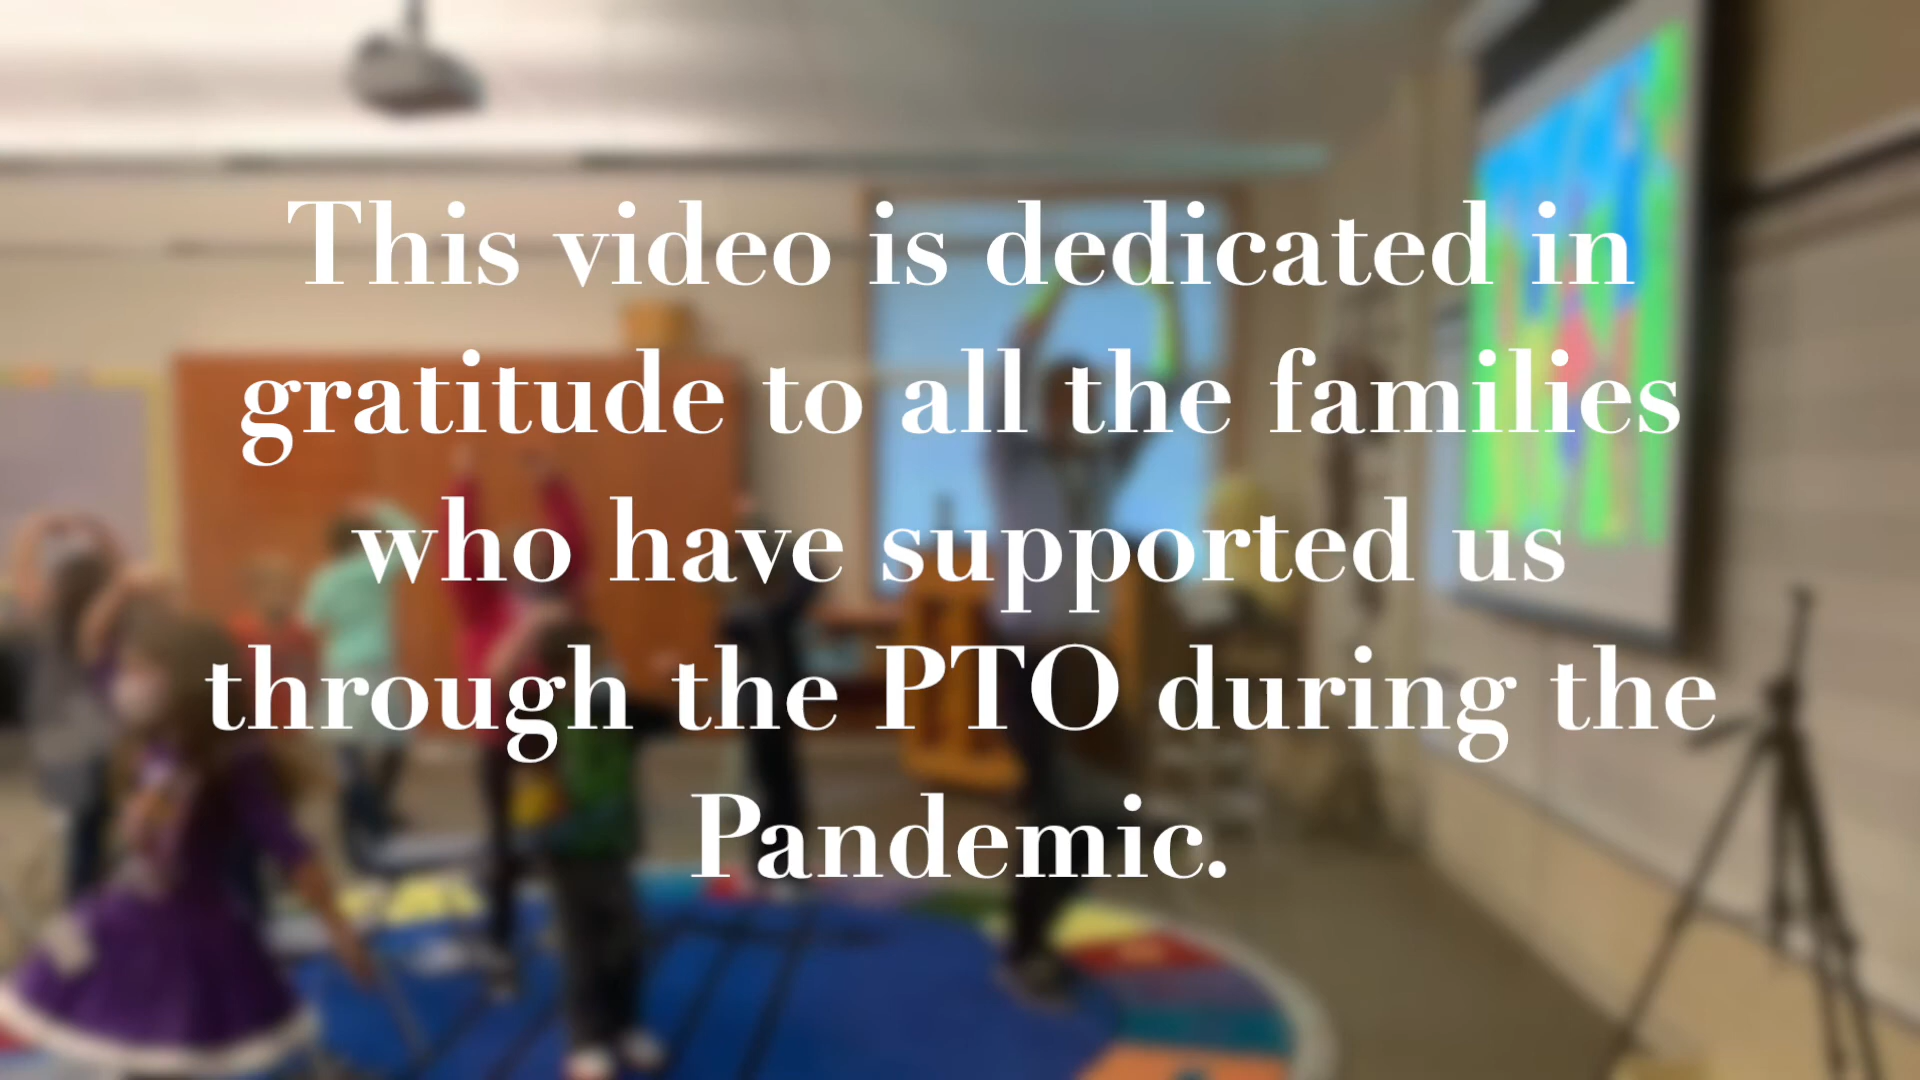 This video is dedicated in
gratitude to all the families
who have supported us
through the PTO during the
Pandemic.